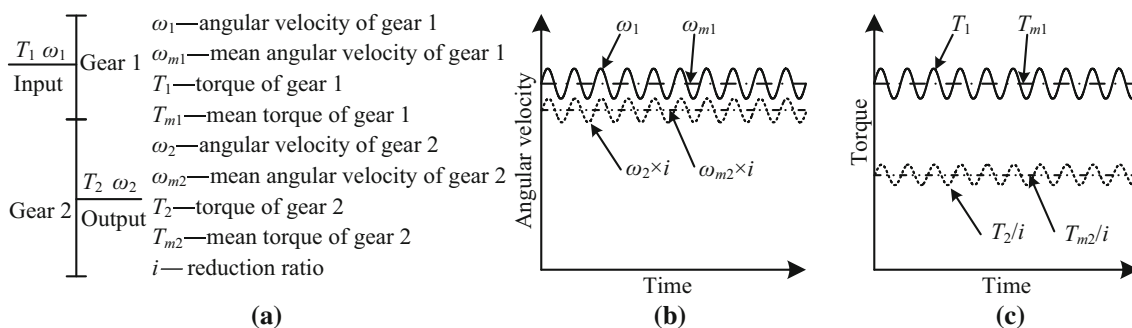 T₁ ω₁
Input
Gear 1
Gear 2
T₂ ω₂
Output
ω₁—angular velocity of gear 1
ωₘ₁—mean angular velocity of gear 1
T₁—torque of gear 1
Tₘ₁—mean torque of gear 1
ω₂—angular velocity of gear 2
ωₘ₂—mean angular velocity of gear 2
T₂—torque of gear 2
Tₘ₂—mean torque of gear 2
i—reduction ratio
(a)
Angular velocity
ω₁
ωₘ₁
ω₂×i
ωₘ₂×i
Time
(b)
Torque
T₁
Tₘ₁
T₂/i
Tₘ₂/i
Time
(c)